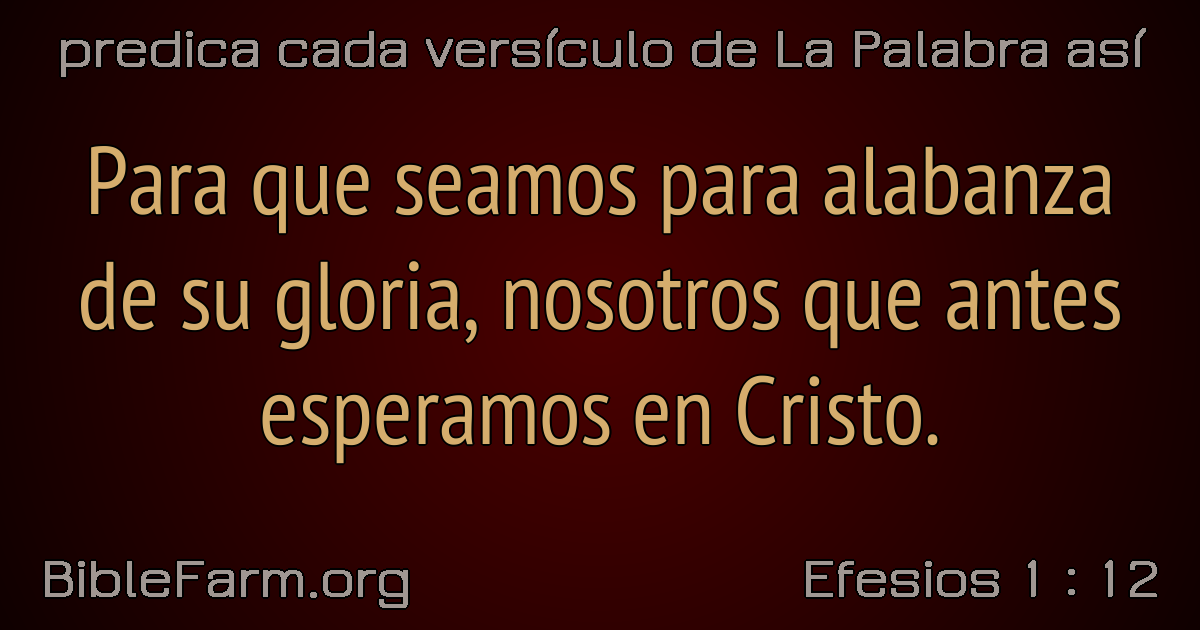 predica cada versículo de La Palabra así
Para que seamos para alabanza
de su gloria, nosotros que antes
esperamos en Cristo.
BibleFarm.org
Efesios 1 : 12